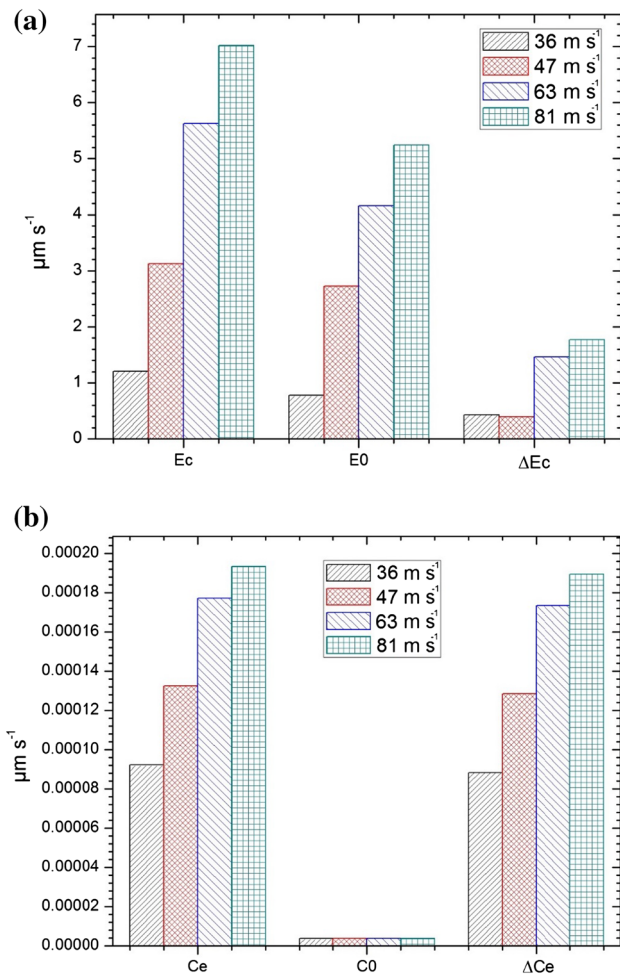 (a)
7
6
5
4
3
2
1
0
µm s⁻¹
36 m s⁻¹
47 m s⁻¹
63 m s⁻¹
81 m s⁻¹
Ec E0 ΔEc
(b)
0.00020
0.00018
0.00016
0.00014
0.00012
0.00010
0.00008
0.00006
0.00004
0.00002
0.00000
µm s⁻¹
36 m s⁻¹
47 m s⁻¹
63 m s⁻¹
81 m s⁻¹
Ce C0 ΔCe